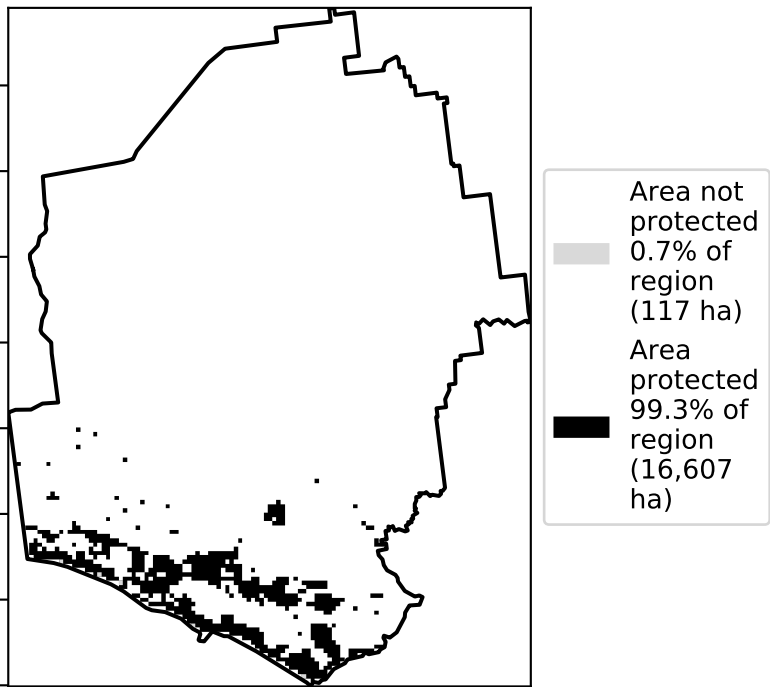 Area not
protected
0.7% of
region
(117 ha)
Area
protected
99.3% of
region
(16,607
ha)